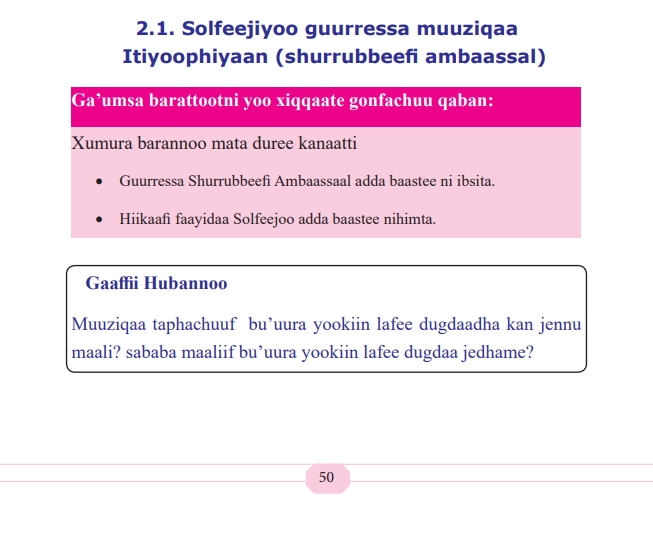 2.1. Solfeejiyoo guurressa muuziqaa
Itiyoophiyaan (shurrubbeefi ambaassal)
Ga’umsa barattootni yoo xiqqaate gonfachuu qaban:
Xumura barannoo mata duree kanaatti
• Guurressa Shurrubbeefi Ambaassaal adda baastee ni ibsita.
• Hiikaafi faayidaa Solfeejoo adda baastee nihimta.
Gaaffii Hubannoo
Muuziqaa taphachuuf bu’uura yookiin lafee dugdaadha kan jennu
maali? sababa maaliif bu’uura yookiin lafee dugdaa jedhame?
50